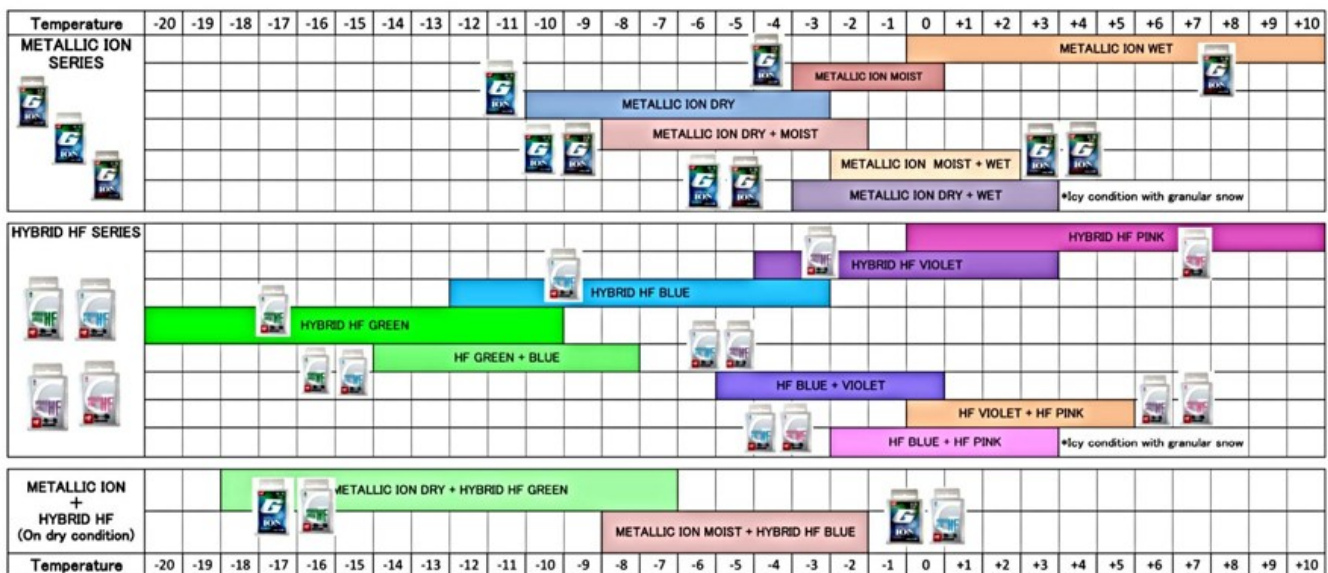 Temperature -20 -19 -18 -17 -16 -15 -14 -13 -12 -11 -10 -9 -8 -7 -6 -5 -4 -3 -2 -1 0 +1 +2 +3 +4 +5 +6 +7 +8 +9 +10
METALLIC ION
SERIES
METALLIC ION WET
METALLIC ION MOIST
METALLIC ION DRY
METALLIC ION DRY + MOIST
METALLIC ION MOIST + WET
METALLIC ION DRY + WET *Icy condition with granular snow
G
ION
HYBRID HF SERIES
HYBRID HF PINK
HYBRID HF VIOLET
HYBRID HF BLUE
HYBRID HF GREEN
HF GREEN + BLUE
HF BLUE + VIOLET
HF VIOLET + HF PINK
HF BLUE + HF PINK *Icy condition with granular snow
HF
METALLIC ION
+
HYBRID HF
(On dry condition)
METALLIC ION DRY + HYBRID HF GREEN
METALLIC ION MOIST + HYBRID HF BLUE
Temperature -20 -19 -18 -17 -16 -15 -14 -13 -12 -11 -10 -9 -8 -7 -6 -5 -4 -3 -2 -1 0 +1 +2 +3 +4 +5 +6 +7 +8 +9 +10